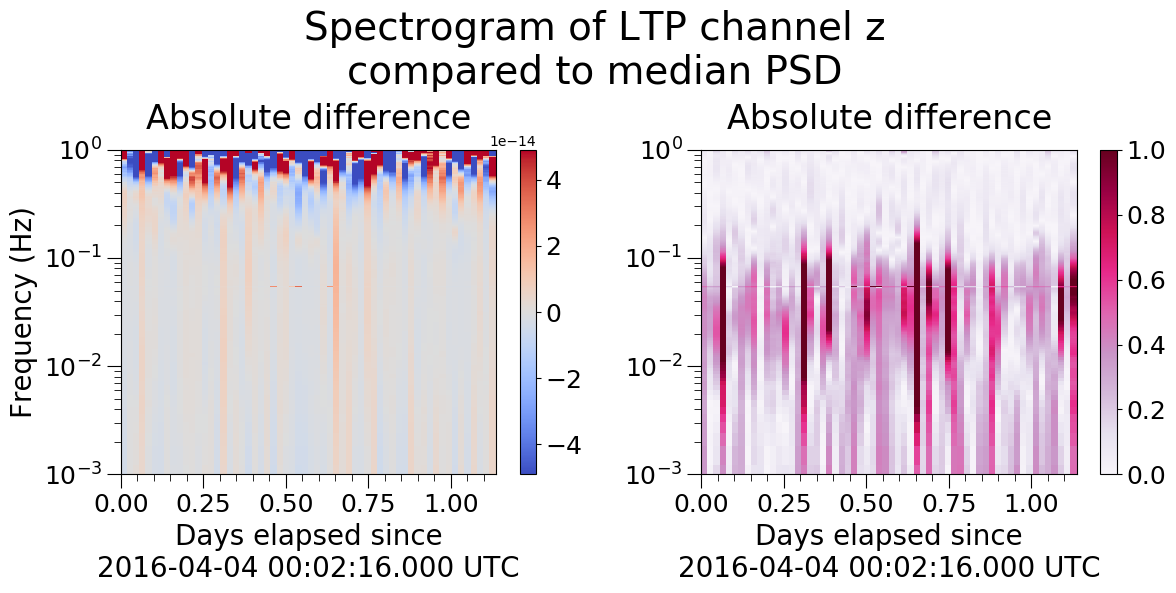 Spectrogram of LTP channel z
compared to median PSD
Absolute difference
1e−14
10⁰
10⁻¹
10⁻²
10⁻³
Frequency (Hz)
4
2
0
−2
−4
0.00 0.25 0.50 0.75 1.00
Days elapsed since
2016-04-04 00:02:16.000 UTC
Absolute difference
10⁰
10⁻¹
10⁻²
10⁻³
1.0
0.8
0.6
0.4
0.2
0.0
0.00 0.25 0.50 0.75 1.00
Days elapsed since
2016-04-04 00:02:16.000 UTC